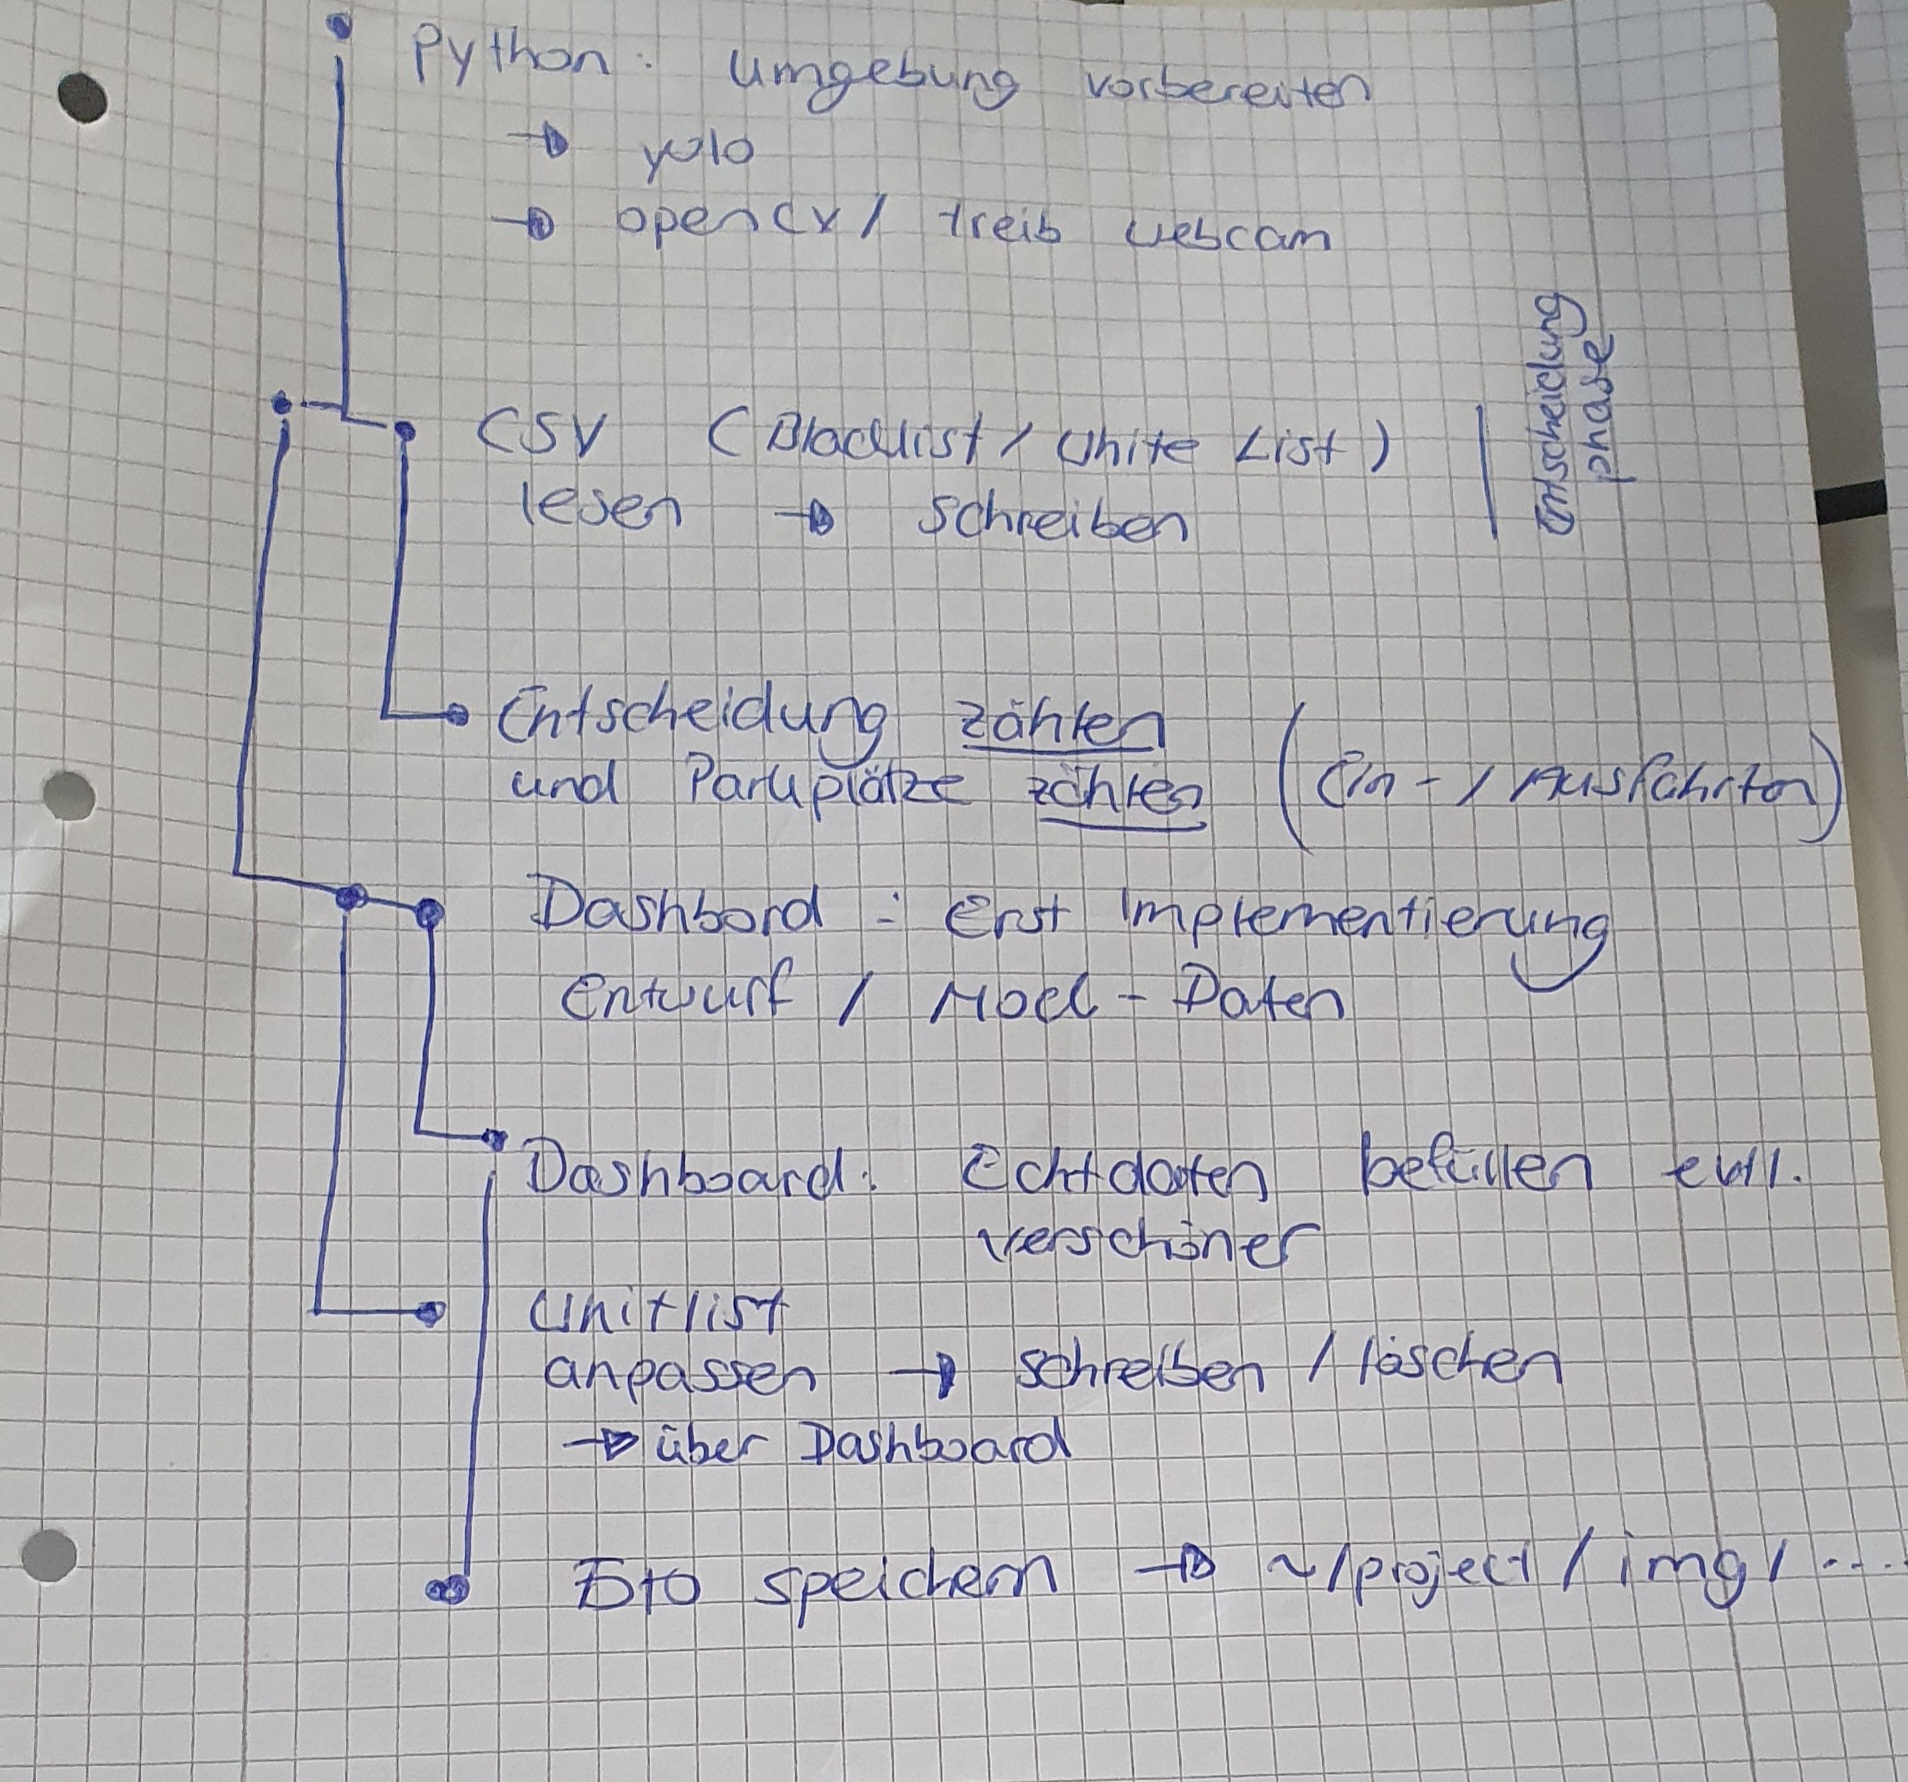 Python: Umgebung vorbereiten
→ yolo
→ opencv / treib webcam
CSV (Blacklist / White List)
lesen → schreiben
Entscheidung
phase
Entscheidung zählen
und Parkplätze zählen (Ein- / Ausfahrten)
Dashbord: Erst Implementierung
Entwurf / Mock-Daten
Dashboard: Echtdaten befüllen evtl.
verschöner
Whitlist
anpassen → schreiben / löschen
→ über Dashboard
Foto speichern → ~/project/img/...